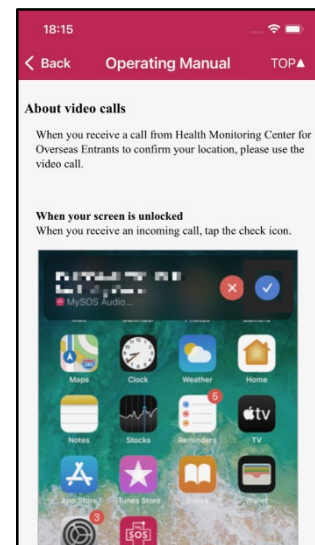 18:15
Back
Operating Manual
TOP▲
About video calls
When you receive a call from Health Monitoring Center for
Overseas Entrants to confirm your location, please use the
video call.
When your screen is unlocked
When you receive an incoming call, tap the check icon.
MySOS Audio...
Maps
Clock
Weather
Home
5
tv
Notes
Stocks
Reminders
TV
App Store
iTunes Store
Books
Wallet
3
SOS